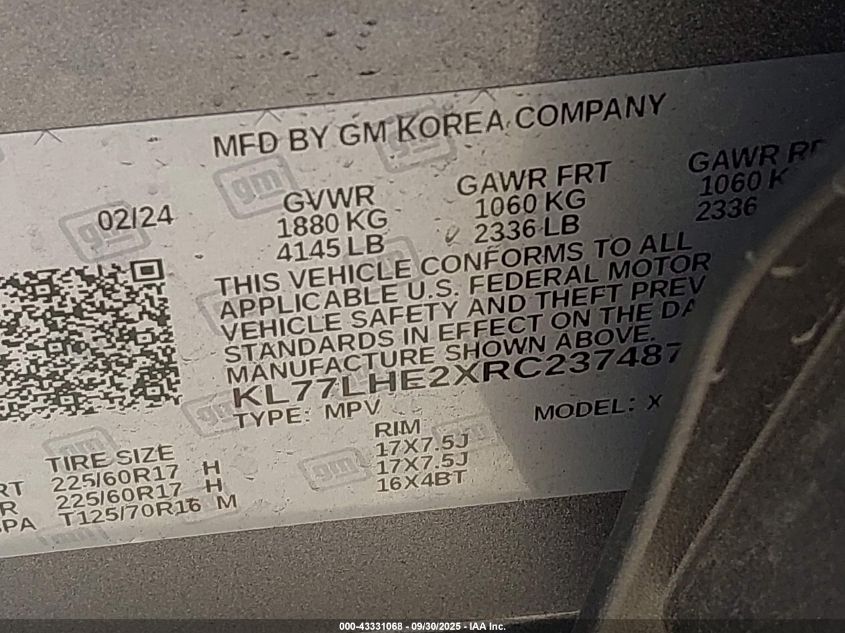 MFD BY GM KOREA COMPANY
02/24
GVWR
1880 KG
4145 LB
GAWR FRT
1060 KG
2336 LB
GAWR RR
1060 K
2336
THIS VEHICLE CONFORMS TO ALL
APPLICABLE U.S. FEDERAL MOTOR
VEHICLE SAFETY AND THEFT PREV
STANDARDS IN EFFECT ON THE DA
MANUFACTURE SHOWN ABOVE.
KL77LHE2XRC237487
TYPE: MPV
MODEL: X
TIRE SIZE
RIM
RT 225/60R17 H 17X7.5J
R 225/60R17 H 17X7.5J
SPA T125/70R16 M 16X4BT
gm
000-43331068 - 09/30/2025 - IAA Inc.